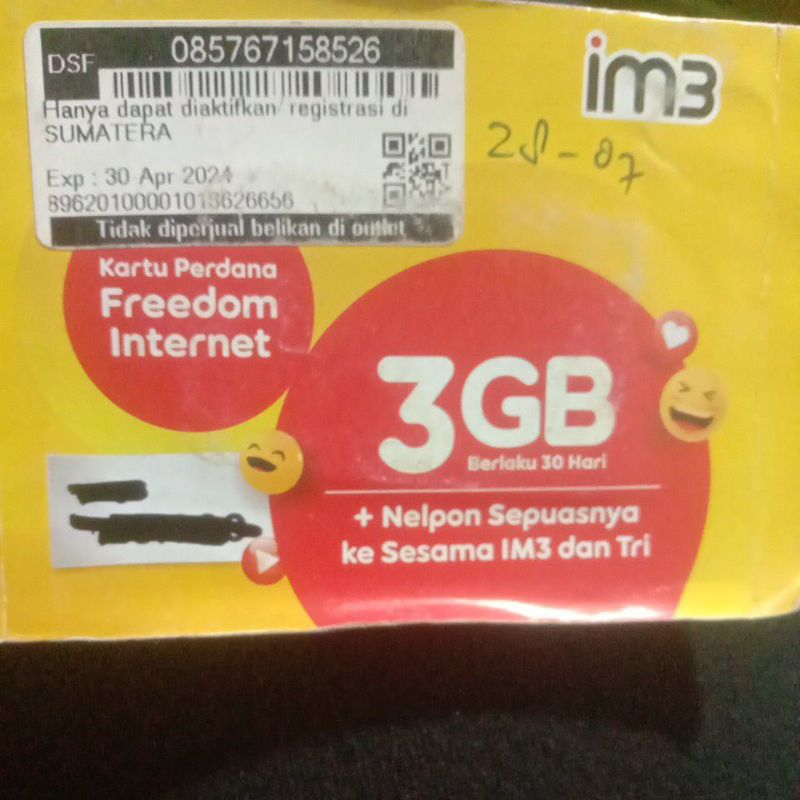 DSF 085767158526
Hanya dapat diaktifkan/ registrasi di
SUMATERA
Exp : 30 Apr 2024
Tidak diperjual belikan di outlet
im3
Kartu Perdana
Freedom
Internet
3GB
Berlaku 30 Hari
+ Nelpon Sepuasnya
ke Sesama IM3 dan Tri